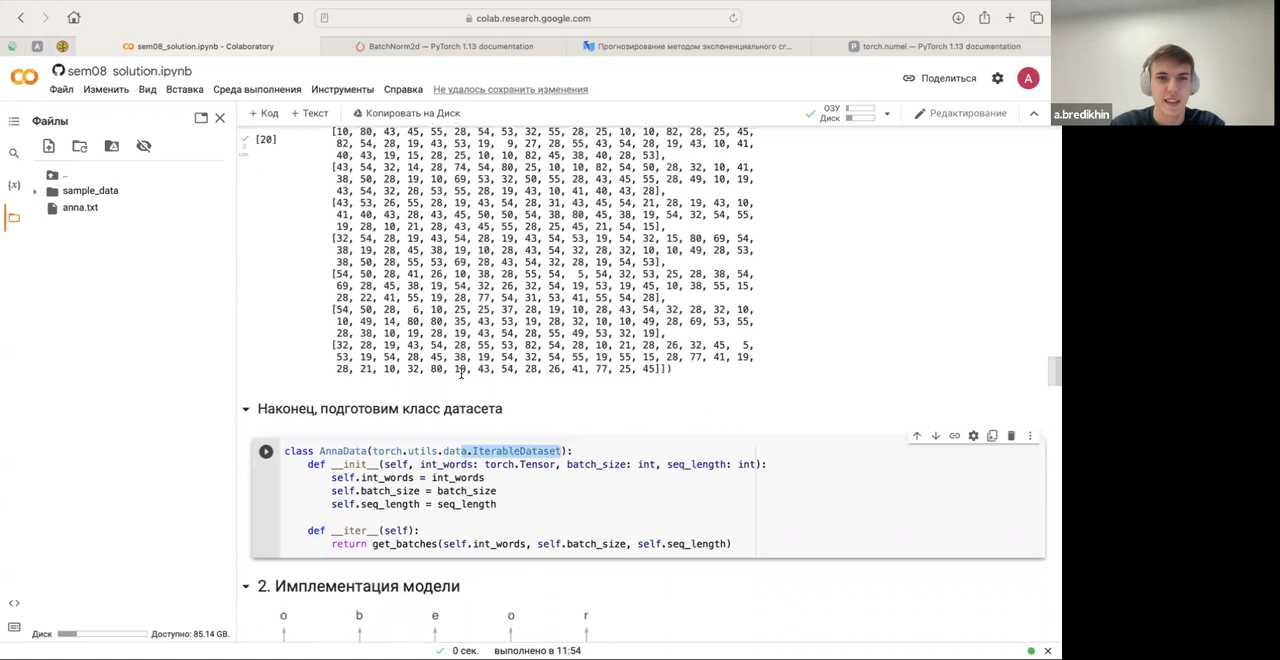 colab.research.google.com
A
sem08_solution.ipynb - Colaboratory
BatchNorm2d — PyTorch 1.13 documentation
Прогнозирование методом экспоненциального сг...
P
torch.numel — PyTorch 1.13 documentation
sem08_solution.ipynb
Поделиться
A
Файл Изменить Вид Вставка Среда выполнения Инструменты Справка Не удалось сохранить изменения
+ Код + Текст Копировать на Диск
ОЗУ
Диск
Редактирование
Файлы
..
sample_data
anna.txt
{x}
[20]
0
сек.
[10, 80, 43, 45, 55, 28, 54, 53, 32, 55, 28, 25, 10, 10, 82, 28, 25, 45,
82, 54, 28, 19, 43, 53, 19,  9, 27, 28, 55, 43, 54, 28, 19, 43, 10, 41,
40, 43, 19, 15, 28, 25, 10, 10, 82, 45, 38, 40, 28, 53],
[43, 54, 32, 14, 28, 74, 54, 80, 25, 10, 10, 82, 54, 50, 28, 32, 10, 41,
38, 50, 28, 19, 10, 69, 53, 32, 50, 55, 28, 43, 45, 55, 28, 49, 10, 19,
43, 54, 32, 28, 53, 55, 28, 19, 43, 10, 41, 40, 43, 28],
[43, 53, 26, 55, 28, 19, 43, 54, 28, 31, 43, 45, 54, 21, 28, 19, 43, 10,
41, 40, 43, 28, 43, 45, 50, 50, 54, 38, 80, 45, 38, 19, 54, 32, 54, 55,
19, 28, 10, 21, 28, 43, 54, 32, 43, 45, 55, 28, 25, 45, 21, 54, 15],
[32, 54, 28, 19, 43, 54, 28, 19, 43, 54, 53, 19, 54, 32, 15, 80, 69, 54,
38, 19, 28, 45, 38, 19, 10, 28, 43, 54, 32, 28, 32, 10, 10, 49, 28, 53,
38, 50, 28, 55, 53, 69, 28, 43, 54, 32, 28, 19, 54, 53],
[54, 50, 28, 41, 26, 10, 38, 28, 55, 54,  5, 54, 32, 53, 25, 28, 38, 54,
69, 28, 45, 38, 19, 54, 32, 26, 32, 54, 19, 53, 19, 45, 10, 38, 55, 15,
28, 22, 41, 55, 19, 28, 77, 54, 31, 53, 41, 55, 54, 28],
[54, 50, 28,  6, 10, 25, 25, 37, 28, 19, 10, 28, 43, 54, 32, 28, 32, 10,
10, 49, 14, 80, 80, 35, 43, 53, 19, 28, 32, 10, 10, 49, 28, 69, 53, 55,
28, 38, 10, 19, 28, 19, 43, 54, 28, 55, 49, 53, 32, 19],
[32, 28, 19, 43, 54, 28, 55, 53, 82, 54, 28, 10, 21, 28, 26, 32, 45,  5,
53, 19, 54, 28, 45, 38, 19, 54, 32, 54, 55, 19, 55, 15, 28, 77, 41, 19,
28, 21, 10, 32, 80, 19, 43, 54, 28, 26, 41, 77, 25, 45]])
Наконец, подготовим класс датасета
class AnnaData(torch.utils.data.IterableDataset):
def __init__(self, int_words: torch.Tensor, batch_size: int, seq_length: int):
self.int_words = int_words
self.batch_size = batch_size
self.seq_length = seq_length
def __iter__(self):
return get_batches(self.int_words, self.batch_size, self.seq_length)
2. Имплементация модели
o b e o r
Диск Доступно: 85.14 GB.
0 сек. выполнено в 11:54
a.bredikhin